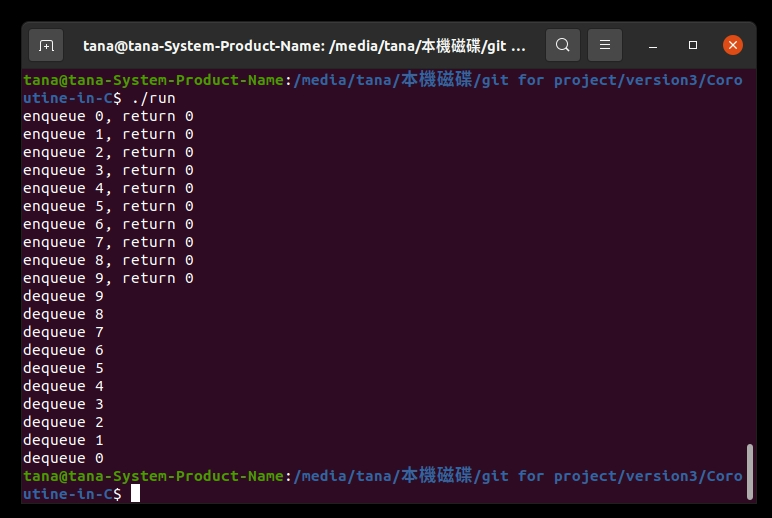 tana@tana-System-Product-Name: /media/tana/本機磁碟/git ...
tana@tana-System-Product-Name:/media/tana/本機磁碟/git for project/version3/Coro
utine-in-C$ ./run
enqueue 0, return 0
enqueue 1, return 0
enqueue 2, return 0
enqueue 3, return 0
enqueue 4, return 0
enqueue 5, return 0
enqueue 6, return 0
enqueue 7, return 0
enqueue 8, return 0
enqueue 9, return 0
dequeue 9
dequeue 8
dequeue 7
dequeue 6
dequeue 5
dequeue 4
dequeue 3
dequeue 2
dequeue 1
dequeue 0
tana@tana-System-Product-Name:/media/tana/本機磁碟/git for project/version3/Coro
utine-in-C$